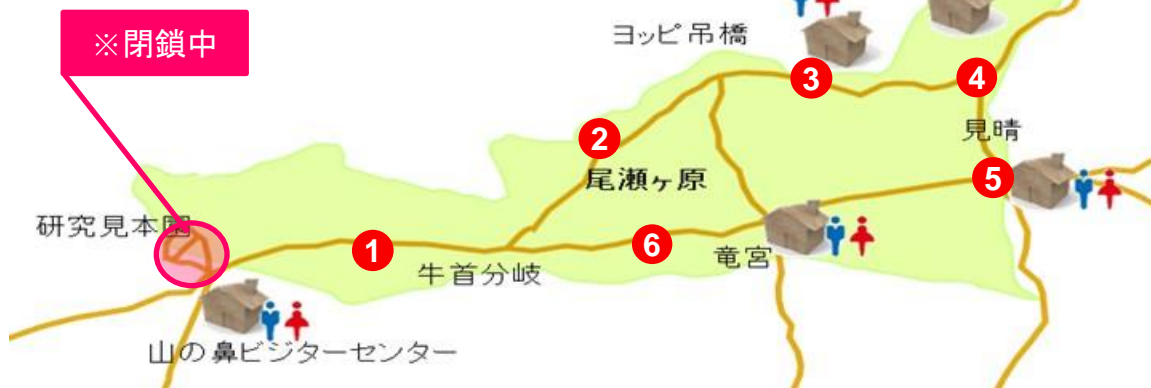 ※閉鎖中
ヨッピ吊橋
3
4
2
見晴
尾瀬ヶ原
5
研究見本園
1
6
竜宮
牛首分岐
山の鼻ビジターセンター